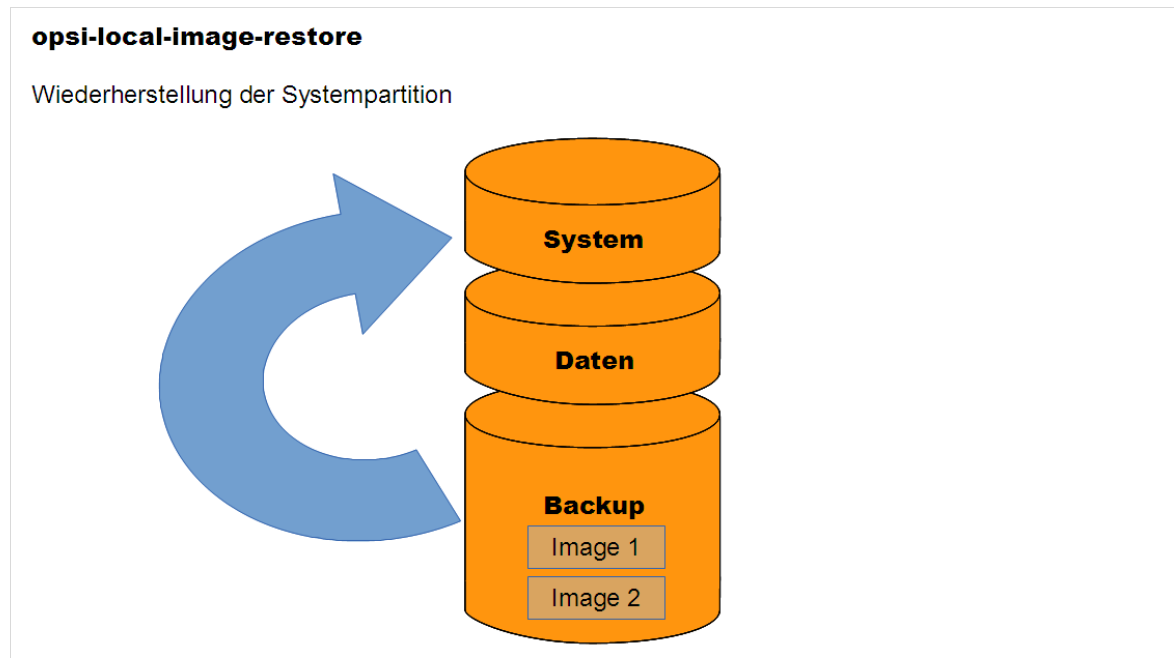 opsi-local-image-restore
Wiederherstellung der Systempartition
System
Daten
Backup
Image 1
Image 2